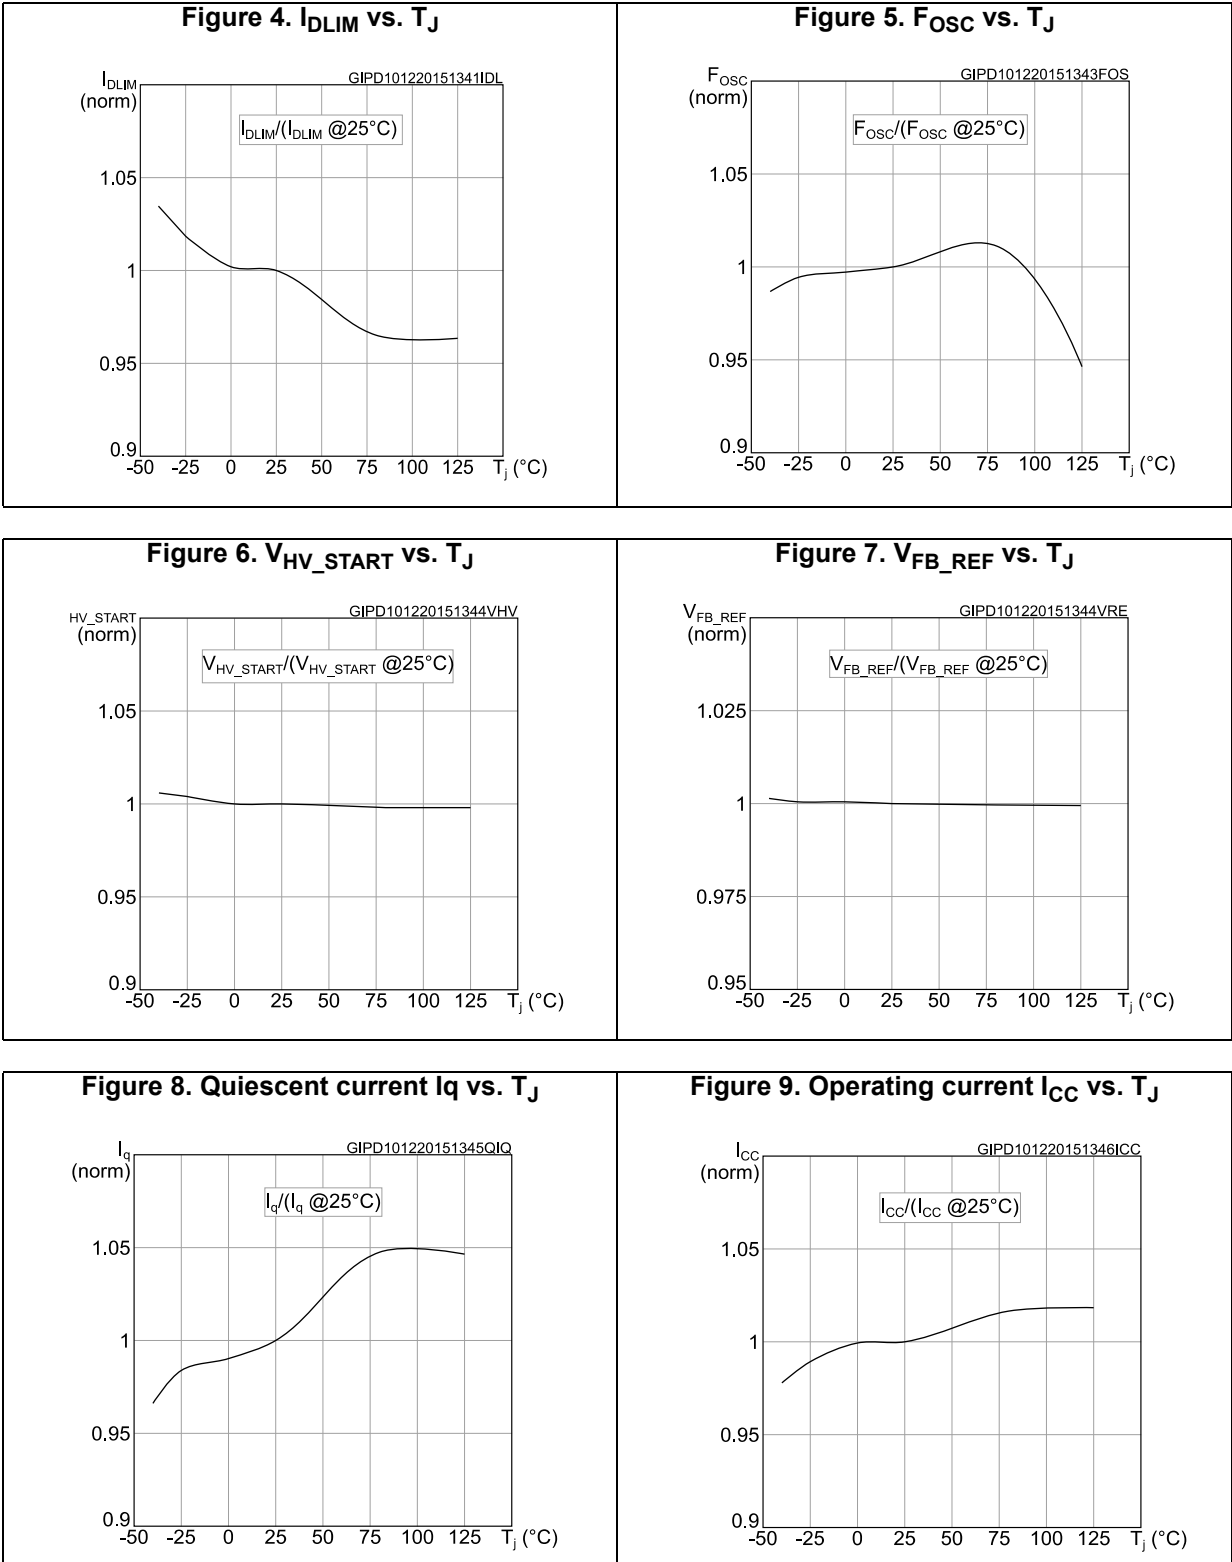 Figure 4. IDLIM vs. TJ
IDLIM
(norm)
GIPD101220151341IDL
IDLIM/(IDLIM @25°C)
1.05
1
0.95
0.9
-50 -25 0 25 50 75 100 125 Tj (°C)
Figure 5. FOSC vs. TJ
FOSC
(norm)
GIPD101220151343FOS
FOSC/(FOSC @25°C)
1.05
1
0.95
0.9
-50 -25 0 25 50 75 100 125 Tj (°C)
Figure 6. VHV_START vs. TJ
HV_START
(norm)
GIPD101220151344VHV
VHV_START/(VHV_START @25°C)
1.05
1
0.95
0.9
-50 -25 0 25 50 75 100 125 Tj (°C)
Figure 7. VFB_REF vs. TJ
VFB_REF
(norm)
GIPD101220151344VRE
VFB_REF/(VFB_REF @25°C)
1.025
1
0.975
0.95
-50 -25 0 25 50 75 100 125 Tj (°C)
Figure 8. Quiescent current Iq vs. TJ
Iq
(norm)
GIPD101220151345QIQ
Iq/(Iq @25°C)
1.05
1
0.95
0.9
-50 -25 0 25 50 75 100 125 Tj (°C)
Figure 9. Operating current ICC vs. TJ
ICC
(norm)
GIPD101220151346ICC
ICC/(ICC @25°C)
1.05
1
0.95
0.9
-50 -25 0 25 50 75 100 125 Tj (°C)